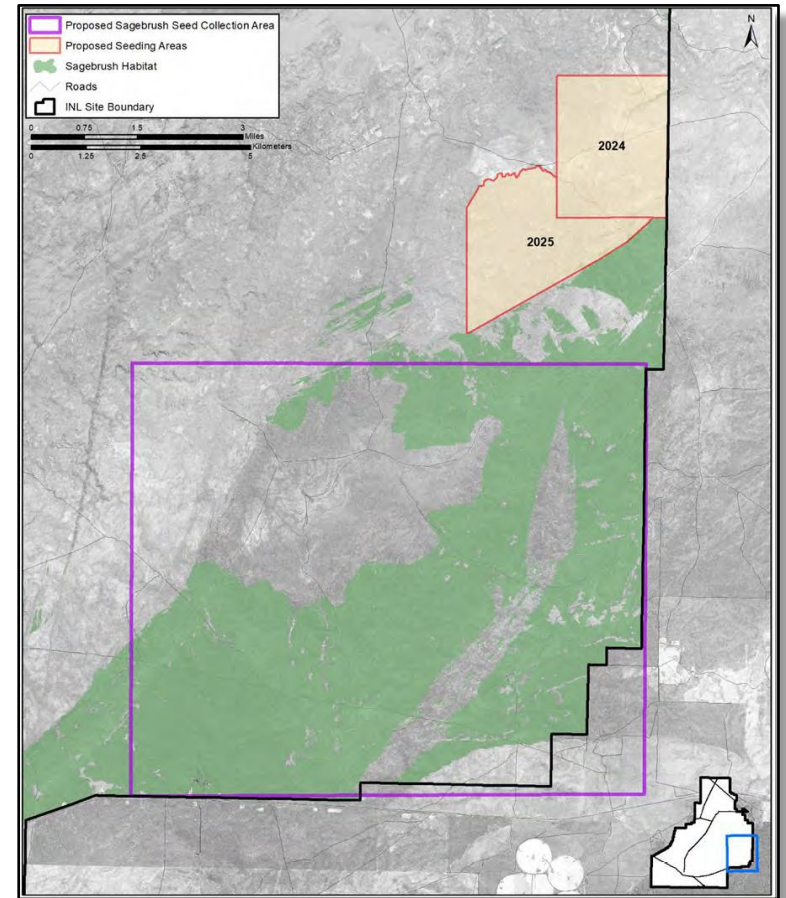 Proposed Sagebrush Seed Collection Area
Proposed Seeding Areas
Sagebrush Habitat
Roads
INL Site Boundary
0 0.75 1.5 3
Miles
Kilometers
0 1.25 2.5 5
N
2024
2025